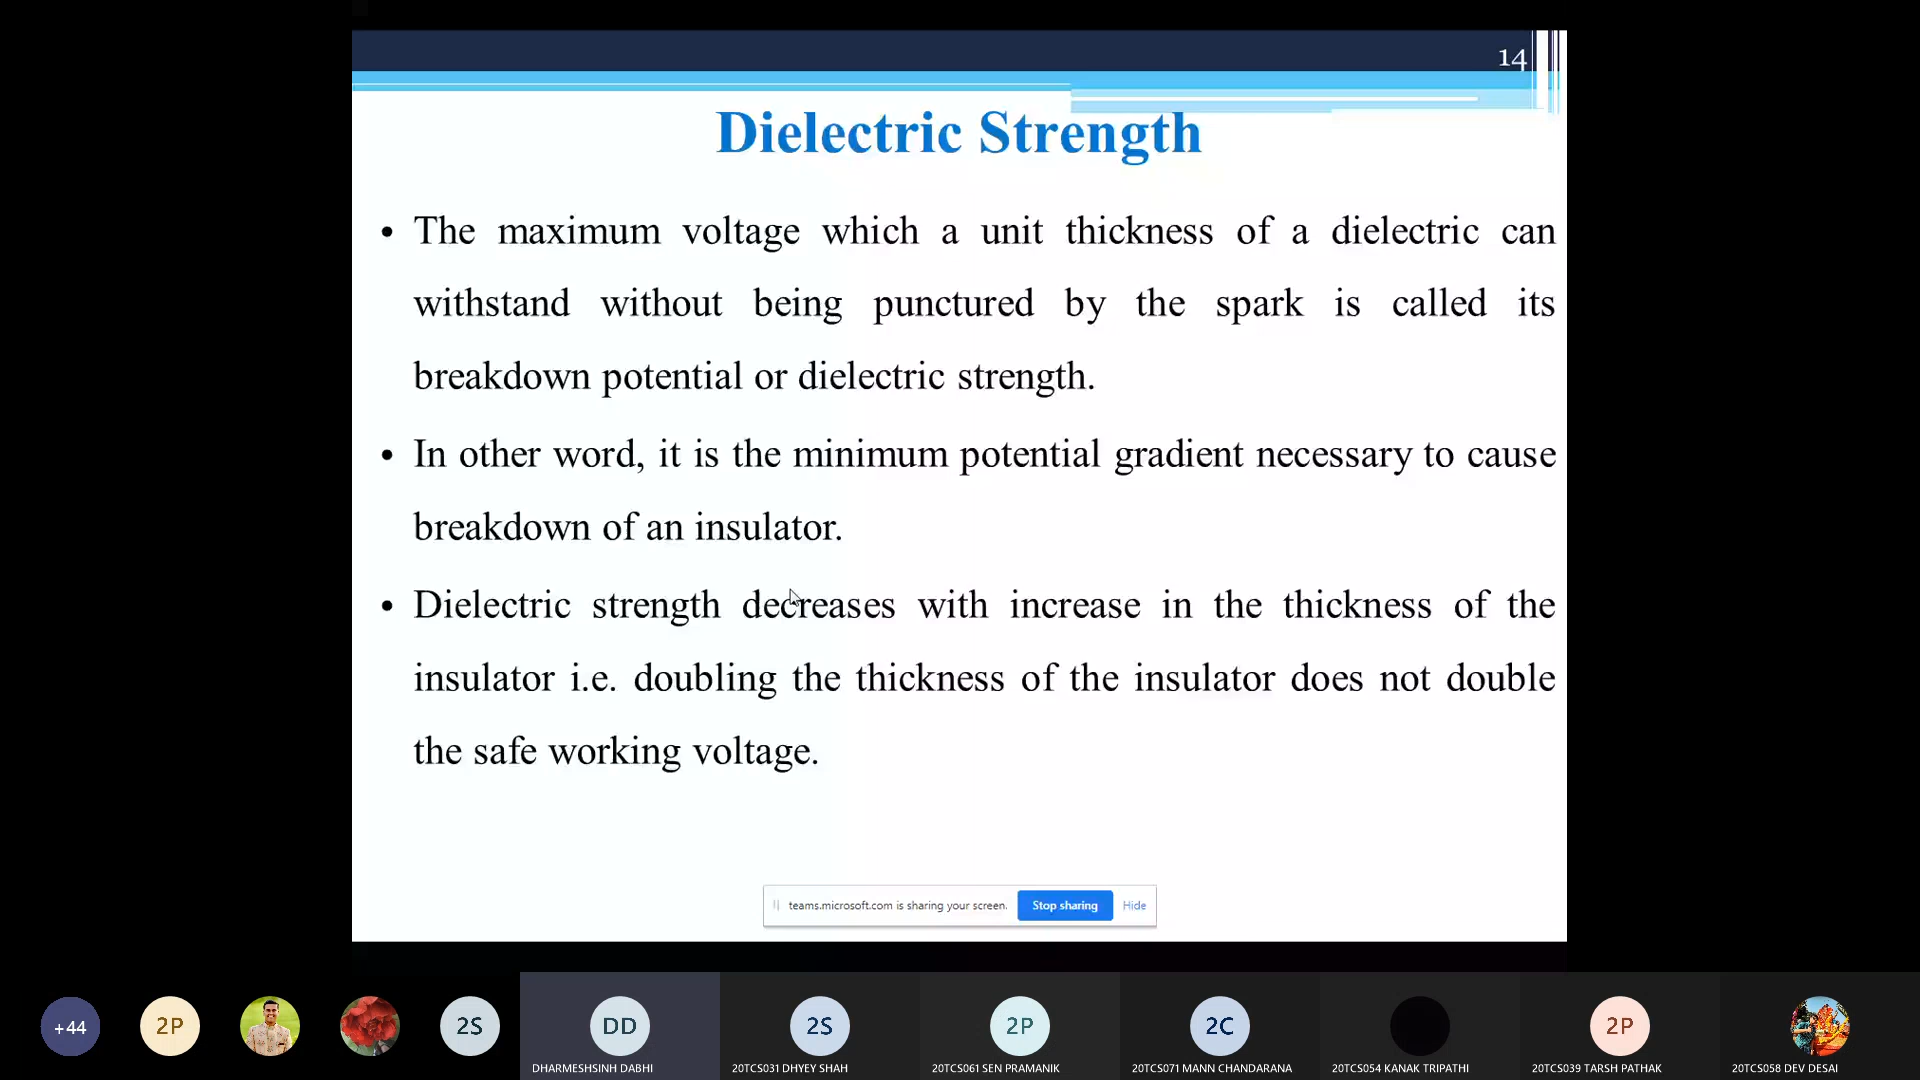 14
Dielectric Strength
• The maximum voltage which a unit thickness of a dielectric can
withstand without being punctured by the spark is called its
breakdown potential or dielectric strength.
• In other word, it is the minimum potential gradient necessary to cause
breakdown of an insulator.
• Dielectric strength decreases with increase in the thickness of the
insulator i.e. doubling the thickness of the insulator does not double
the safe working voltage.
teams.microsoft.com is sharing your screen. Stop sharing Hide
+44 2P 2S DD 2S 2P 2C 2P
DHARMESHSINH DABHI 20TCS031 DHYEY SHAH 20TCS061 SEN PRAMANIK 20TCS071 MANN CHANDARANA 20TCS054 KANAK TRIPATHI 20TCS039 TARSH PATHAK 20TCS058 DEV DESAI